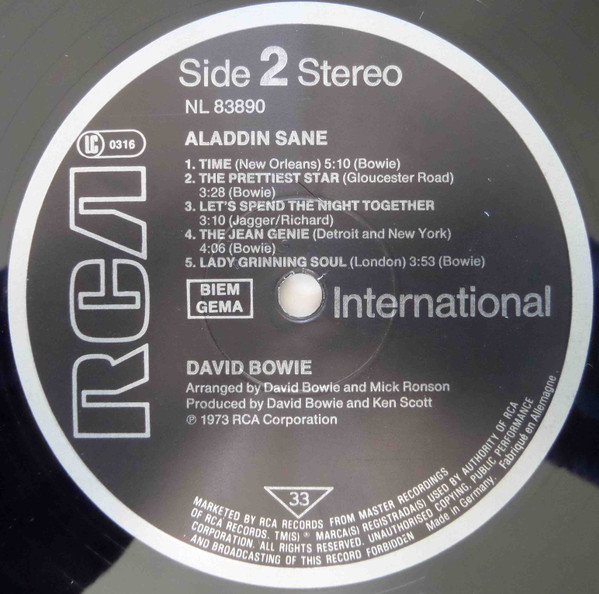 Side 2 Stereo
NL 83890
LC 0316
ALADDIN SANE
1. TIME (New Orleans) 5:10 (Bowie)
2. THE PRETTIEST STAR (Gloucester Road)
3:28 (Bowie)
3. LET'S SPEND THE NIGHT TOGETHER
3:10 (Jagger/Richard)
4. THE JEAN GENIE (Detroit and New York)
4:06 (Bowie)
5. LADY GRINNING SOUL (London) 3:53 (Bowie)
BIEM
GEMA
RCA
International
DAVID BOWIE
Arranged by David Bowie and Mick Ronson
Produced by David Bowie and Ken Scott
℗ 1973 RCA Corporation
33
MARKETED BY RCA RECORDS FROM MASTER RECORDINGS
OF RCA RECORDS. TM(S) ® MARCA(S) REGISTRADA(S) USED BY AUTHORITY OF RCA
CORPORATION. ALL RIGHTS RESERVED. UNAUTHORISED COPYING, PUBLIC PERFORMANCE
AND BROADCASTING OF THIS RECORD FORBIDDEN Made in Germany. Fabriqué en Allemagne.